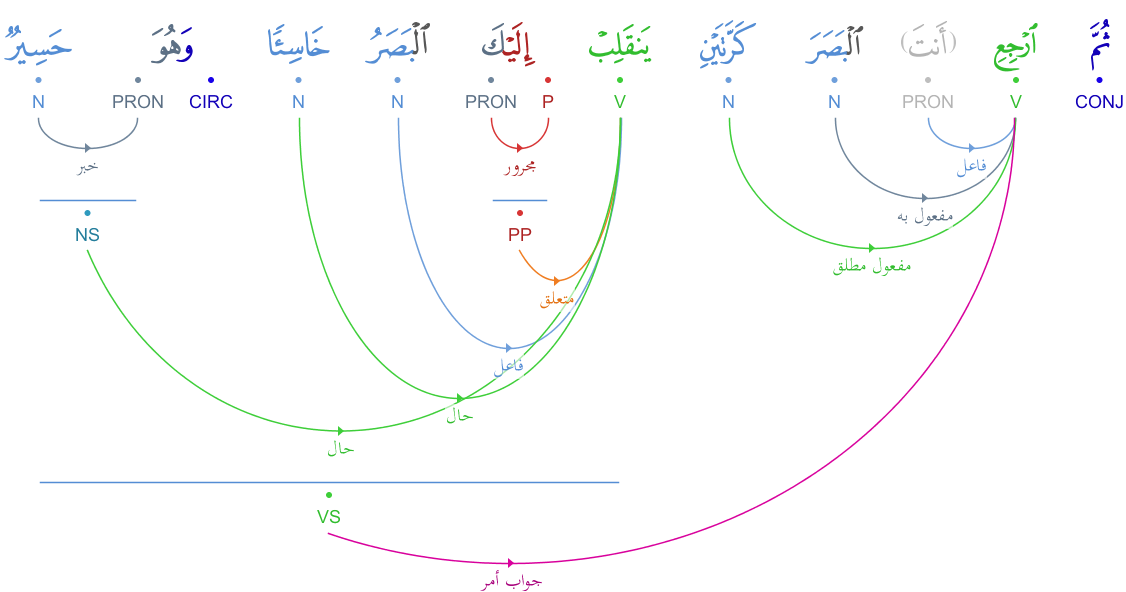 ثُمَّ ٱرْجِعِ (أَنتَ) ٱلْبَصَرَ كَرَّتَيْنِ يَنقَلِبْ إِلَيْكَ ٱلْبَصَرُ خَاسِئًا وَهُوَ حَسِيرٌ
N PRON CIRC N N PRON P V N N PRON V CONJ
خبر مجرور فاعل
مفعول به
NS PP
مفعول مطلق
متعلق
فاعل
حال
حال
VS
جواب أمر